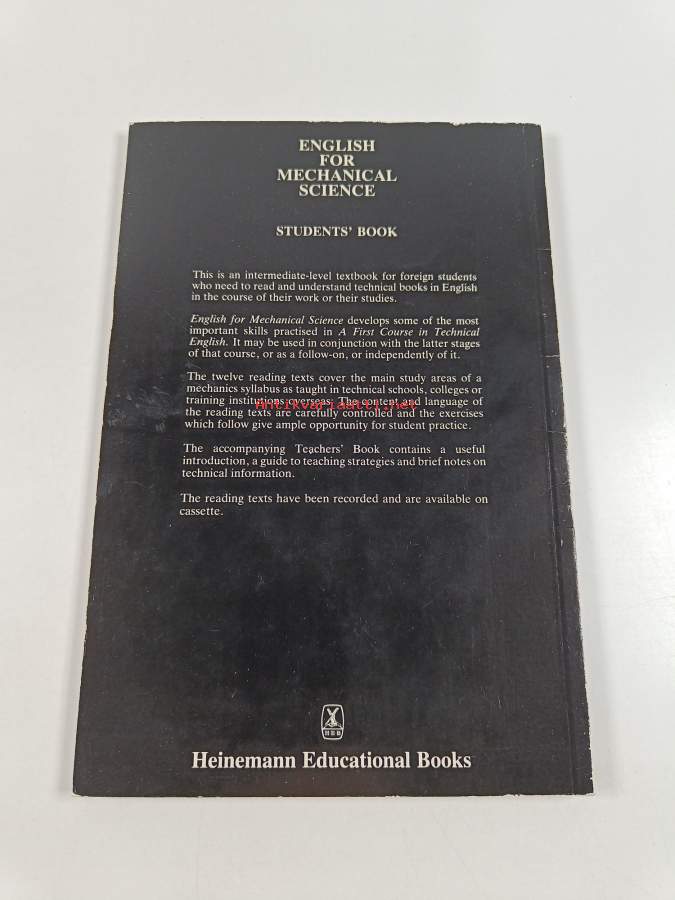 ENGLISH
FOR
MECHANICAL
SCIENCE
STUDENTS' BOOK
This is an intermediate-level textbook for foreign students
who need to read and understand technical books in English
in the course of their work or their studies.
English for Mechanical Science develops some of the most
important skills practised in A First Course in Technical
English. It may be used in conjunction with the latter stages
of that course, or as a follow-on, or independently of it.
The twelve reading texts cover the main study areas of a
mechanics syllabus as taught in technical schools, colleges or
training institutions overseas. The content and language of
Antikvariaatti.net
the reading texts are carefully controlled and the exercises
which follow give ample opportunity for student practice.
The accompanying Teachers' Book contains a useful
introduction, a guide to teaching strategies and brief notes on
technical information.
The reading texts have been recorded and are available on
cassette.
HEB
Heinemann Educational Books